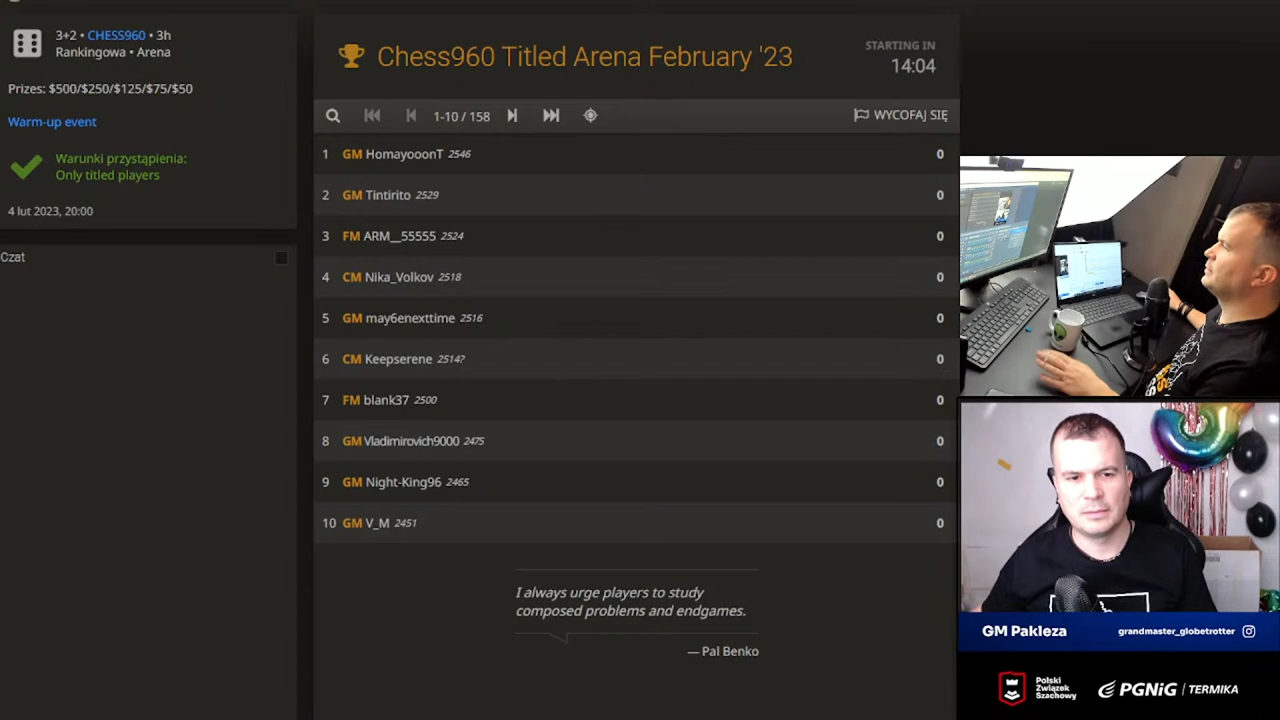 3+2 • CHESS960 • 3h
Rankingowa • Arena
Prizes: $500/$250/$125/$75/$50
Warm-up event
Warunki przystąpienia:
Only titled players
4 lut 2023, 20:00
Czat
Chess960 Titled Arena February '23
STARTING IN
14:04
1-10 / 158
WYCOFAJ SIĘ
1 GM HomayooonT 2546 0
2 GM Tintirito 2529 0
3 FM ARM__55555 2524 0
4 CM Nika_Volkov 2518 0
5 GM may6enexttime 2516 0
6 CM Keepserene 2514? 0
7 FM blank37 2500 0
8 GM Vladimirovich9000 2475 0
9 GM Night-King96 2465 0
10 GM V_M 2451 0
I always urge players to study
composed problems and endgames.
— Pal Benko
GM Pakleza
grandmaster_globetrotter
Polski
Związek
Szachowy
PGNiG | TERMIKA